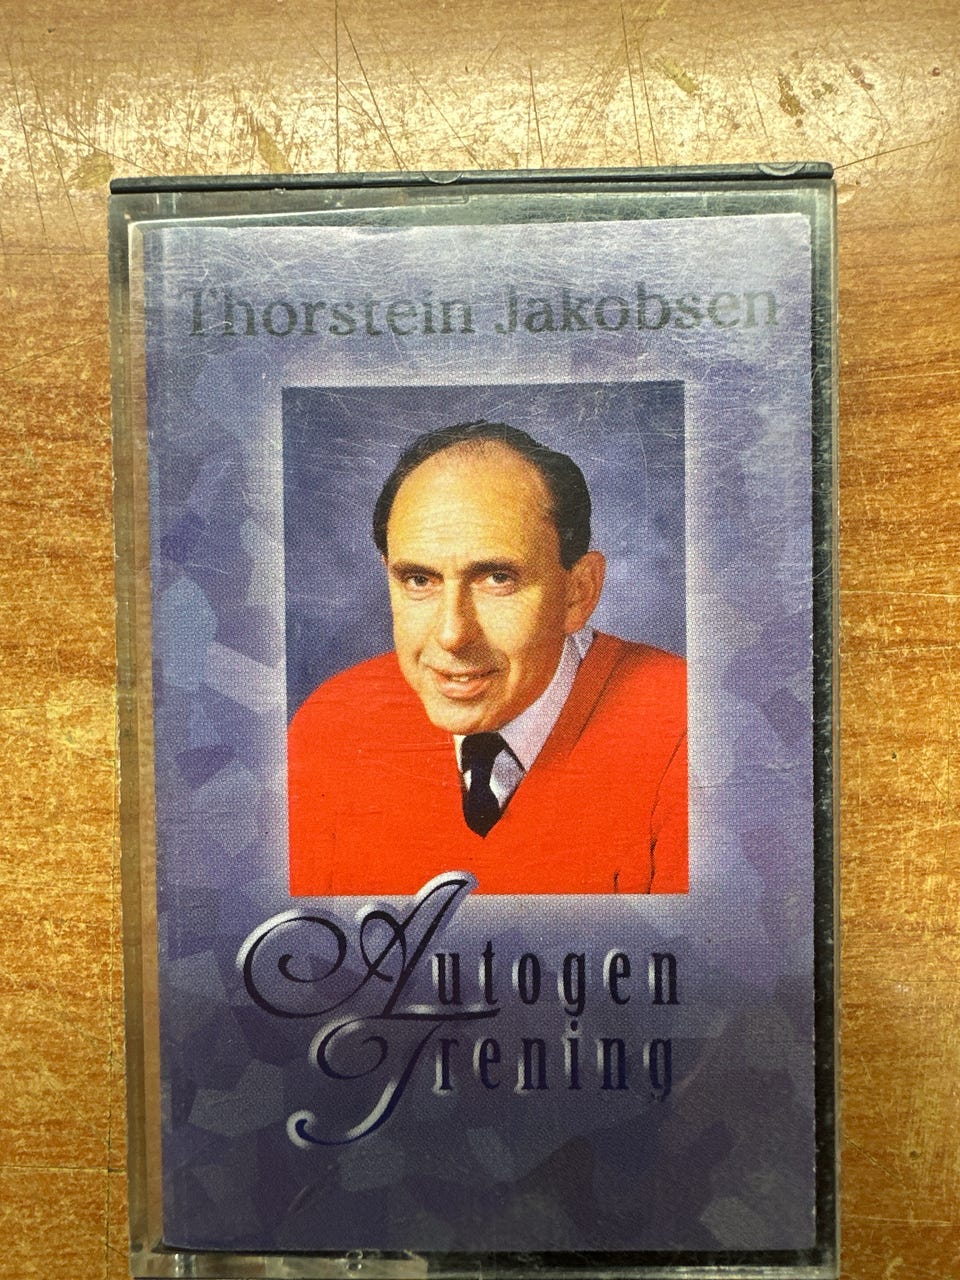 Thorstein Jakobsen
Autogen
Trening